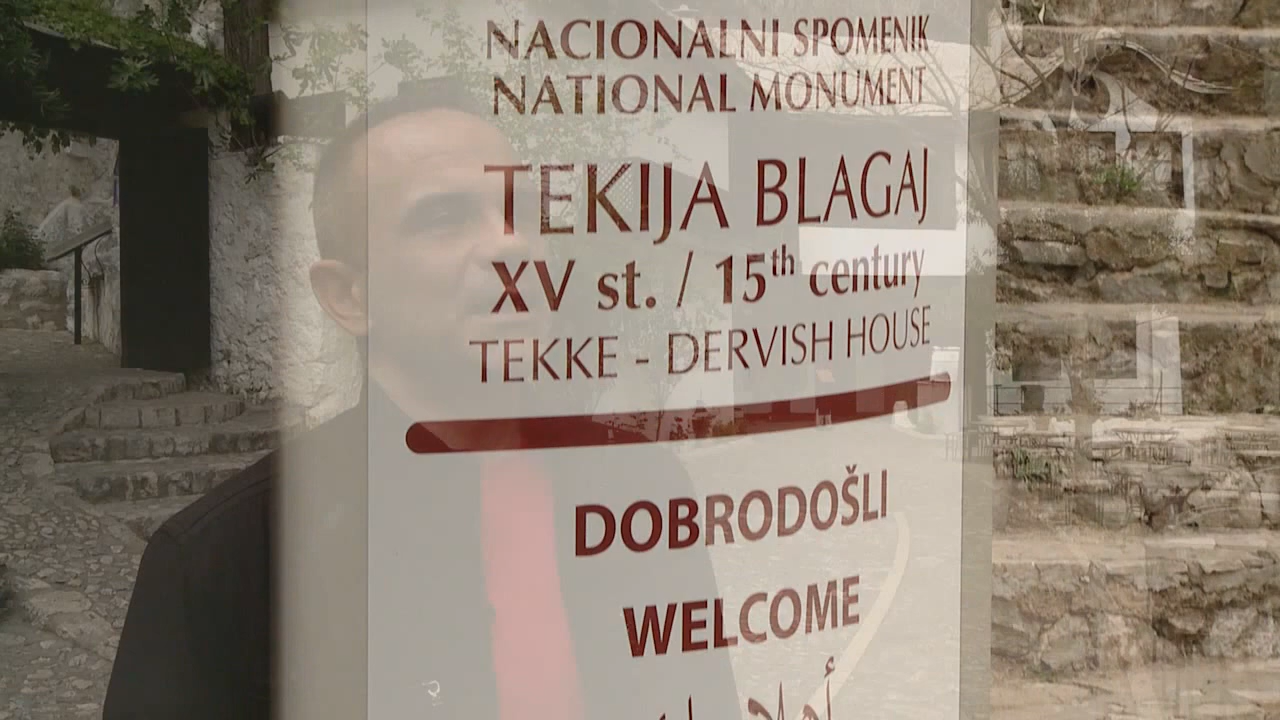 NACIONALNI SPOMENIK
NATIONAL MONUMENT
TEKIJA BLAGAJ
XV st. / 15th century
TEKKE - DERVISH HOUSE
DOBRODOŠLI
WELCOME